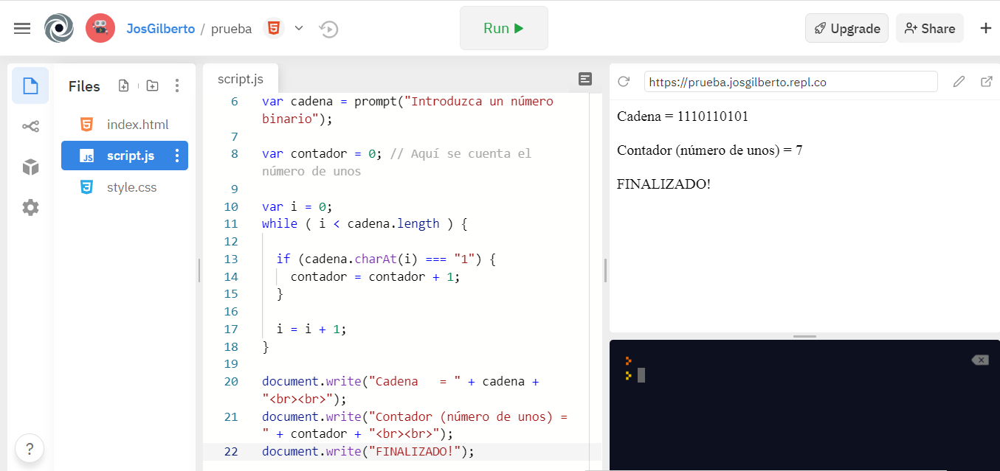 JosGilberto / prueba
Run
Upgrade
Share
Files
index.html
script.js
style.css
?
script.js
6 var cadena = prompt("Introduzca un número
binario");
7
8 var contador = 0; // Aquí se cuenta el
número de unos
9
10 var i = 0;
11 while ( i < cadena.length ) {
12
13 if (cadena.charAt(i) === "1") {
14 contador = contador + 1;
15 }
16
17 i = i + 1;
18 }
19
20 document.write("Cadena   = " + cadena +
"<br><br>");
21 document.write("Contador (número de unos) =
" + contador + "<br><br>");
22 document.write("FINALIZADO!");
https://prueba.josgilberto.repl.co
Cadena = 1110110101
Contador (número de unos) = 7
FINALIZADO!